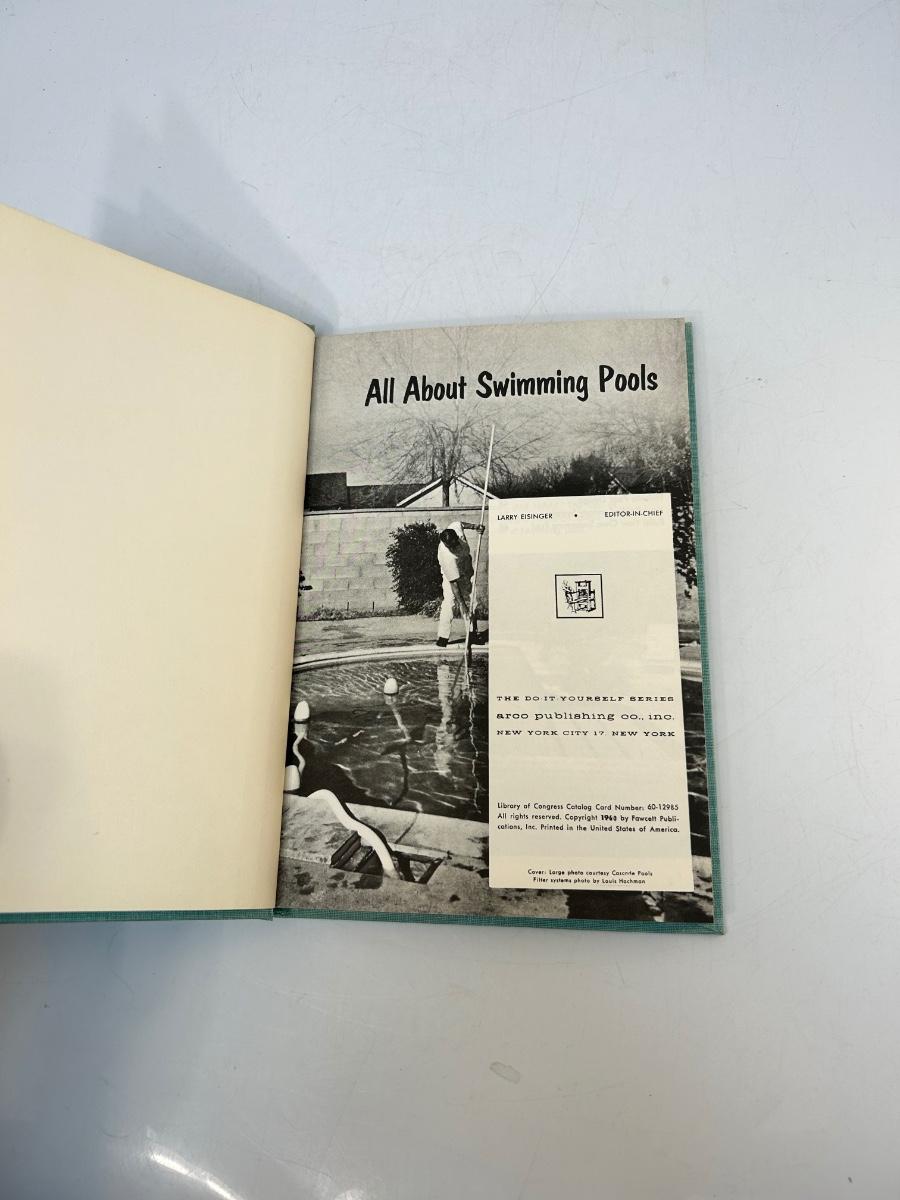 All About Swimming Pools
LARRY EISINGER • EDITOR-IN-CHIEF
THE DO-IT-YOURSELF SERIES
arco publishing co., inc.
NEW YORK CITY 17, NEW YORK
Library of Congress Catalog Card Number: 60-12985
All rights reserved. Copyright 1960 by Fawcett Publi-
cations, Inc. Printed in the United States of America.
Cover: Large photo courtesy Cascade Pools
Filter systems photo by Louis Hochman